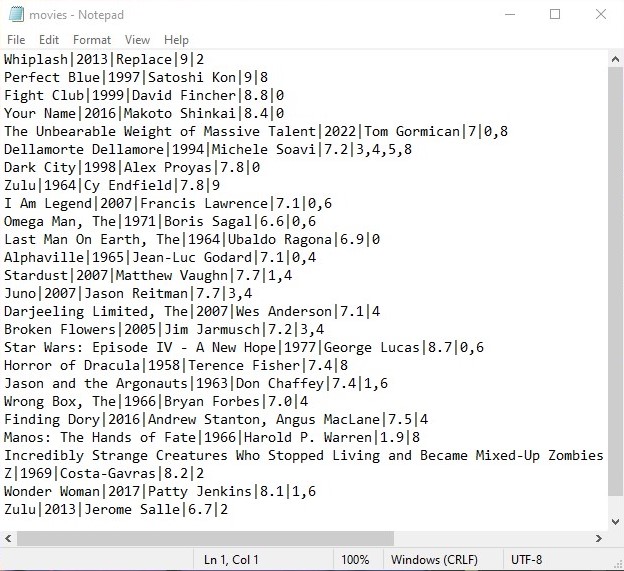 movies - Notepad
File Edit Format View Help
Whiplash|2013|Replace|9|2
Perfect Blue|1997|Satoshi Kon|9|8
Fight Club|1999|David Fincher|8.8|0
Your Name|2016|Makoto Shinkai|8.4|0
The Unbearable Weight of Massive Talent|2022|Tom Gormican|7|0,8
Dellamorte Dellamore|1994|Michele Soavi|7.2|3,4,5,8
Dark City|1998|Alex Proyas|7.8|0
Zulu|1964|Cy Endfield|7.8|9
I Am Legend|2007|Francis Lawrence|7.1|0,6
Omega Man, The|1971|Boris Sagal|6.6|0,6
Last Man On Earth, The|1964|Ubaldo Ragona|6.9|0
Alphaville|1965|Jean-Luc Godard|7.1|0,4
Stardust|2007|Matthew Vaughn|7.7|1,4
Juno|2007|Jason Reitman|7.7|3,4
Darjeeling Limited, The|2007|Wes Anderson|7.1|4
Broken Flowers|2005|Jim Jarmusch|7.2|3,4
Star Wars: Episode IV - A New Hope|1977|George Lucas|8.7|0,6
Horror of Dracula|1958|Terence Fisher|7.4|8
Jason and the Argonauts|1963|Don Chaffey|7.4|1,6
Wrong Box, The|1966|Bryan Forbes|7.0|4
Finding Dory|2016|Andrew Stanton, Angus MacLane|7.5|4
Manos: The Hands of Fate|1966|Harold P. Warren|1.9|8
Incredibly Strange Creatures Who Stopped Living and Became Mixed-Up Zombies
Z|1969|Costa-Gavras|8.2|2
Wonder Woman|2017|Patty Jenkins|8.1|1,6
Zulu|2013|Jerome Salle|6.7|2
Ln 1, Col 1 100% Windows (CRLF) UTF-8